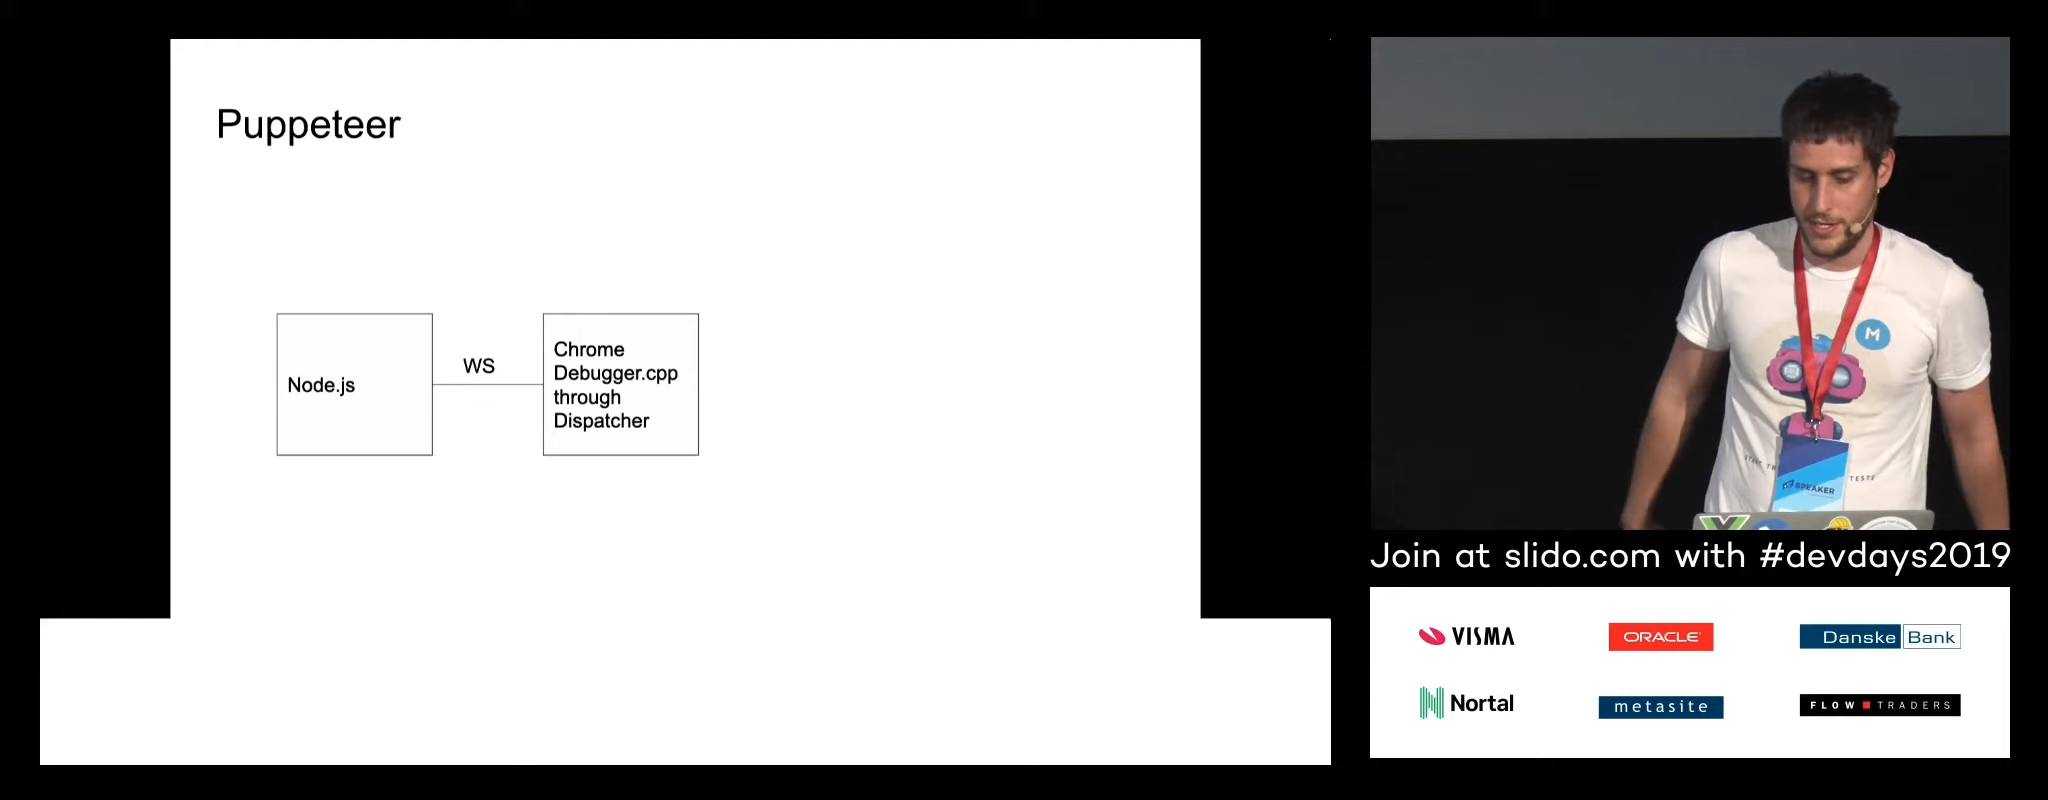 Puppeteer
Node.js
WS
Chrome
Debugger.cpp
through
Dispatcher
M
TESTS
SPEAKER
Join at slido.com with #devdays2019
VISMA
ORACLE
Danske Bank
Nortal
metasite
FLOW TRADERS